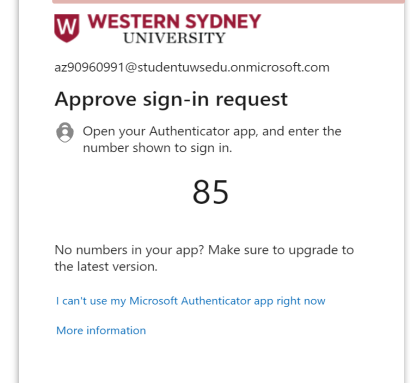 W WESTERN SYDNEY
UNIVERSITY
az90960991@studentuwsedu.onmicrosoft.com
Approve sign-in request
Open your Authenticator app, and enter the
number shown to sign in.
85
No numbers in your app? Make sure to upgrade to
the latest version.
I can't use my Microsoft Authenticator app right now
More information